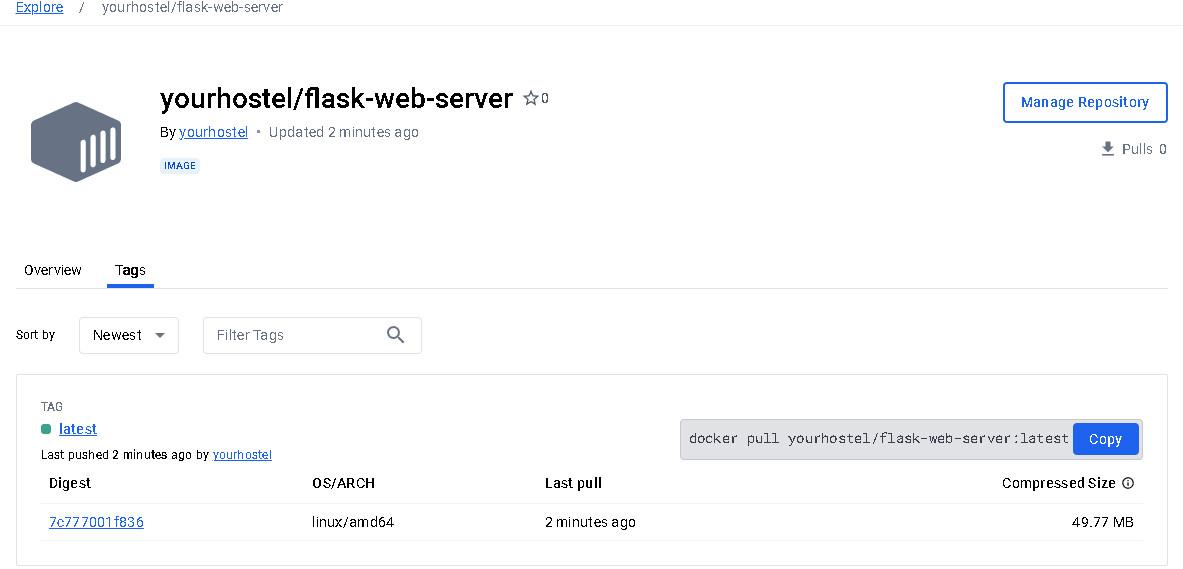 Explore / yourhostel/flask-web-server
yourhostel/flask-web-server 0
Manage Repository
By yourhostel • Updated 2 minutes ago
Pulls 0
IMAGE
Overview Tags
Sort by Newest Filter Tags
TAG
latest
docker pull yourhostel/flask-web-server:latest Copy
Last pushed 2 minutes ago by yourhostel
Digest OS/ARCH Last pull Compressed Size
7c777001f836 linux/amd64 2 minutes ago 49.77 MB